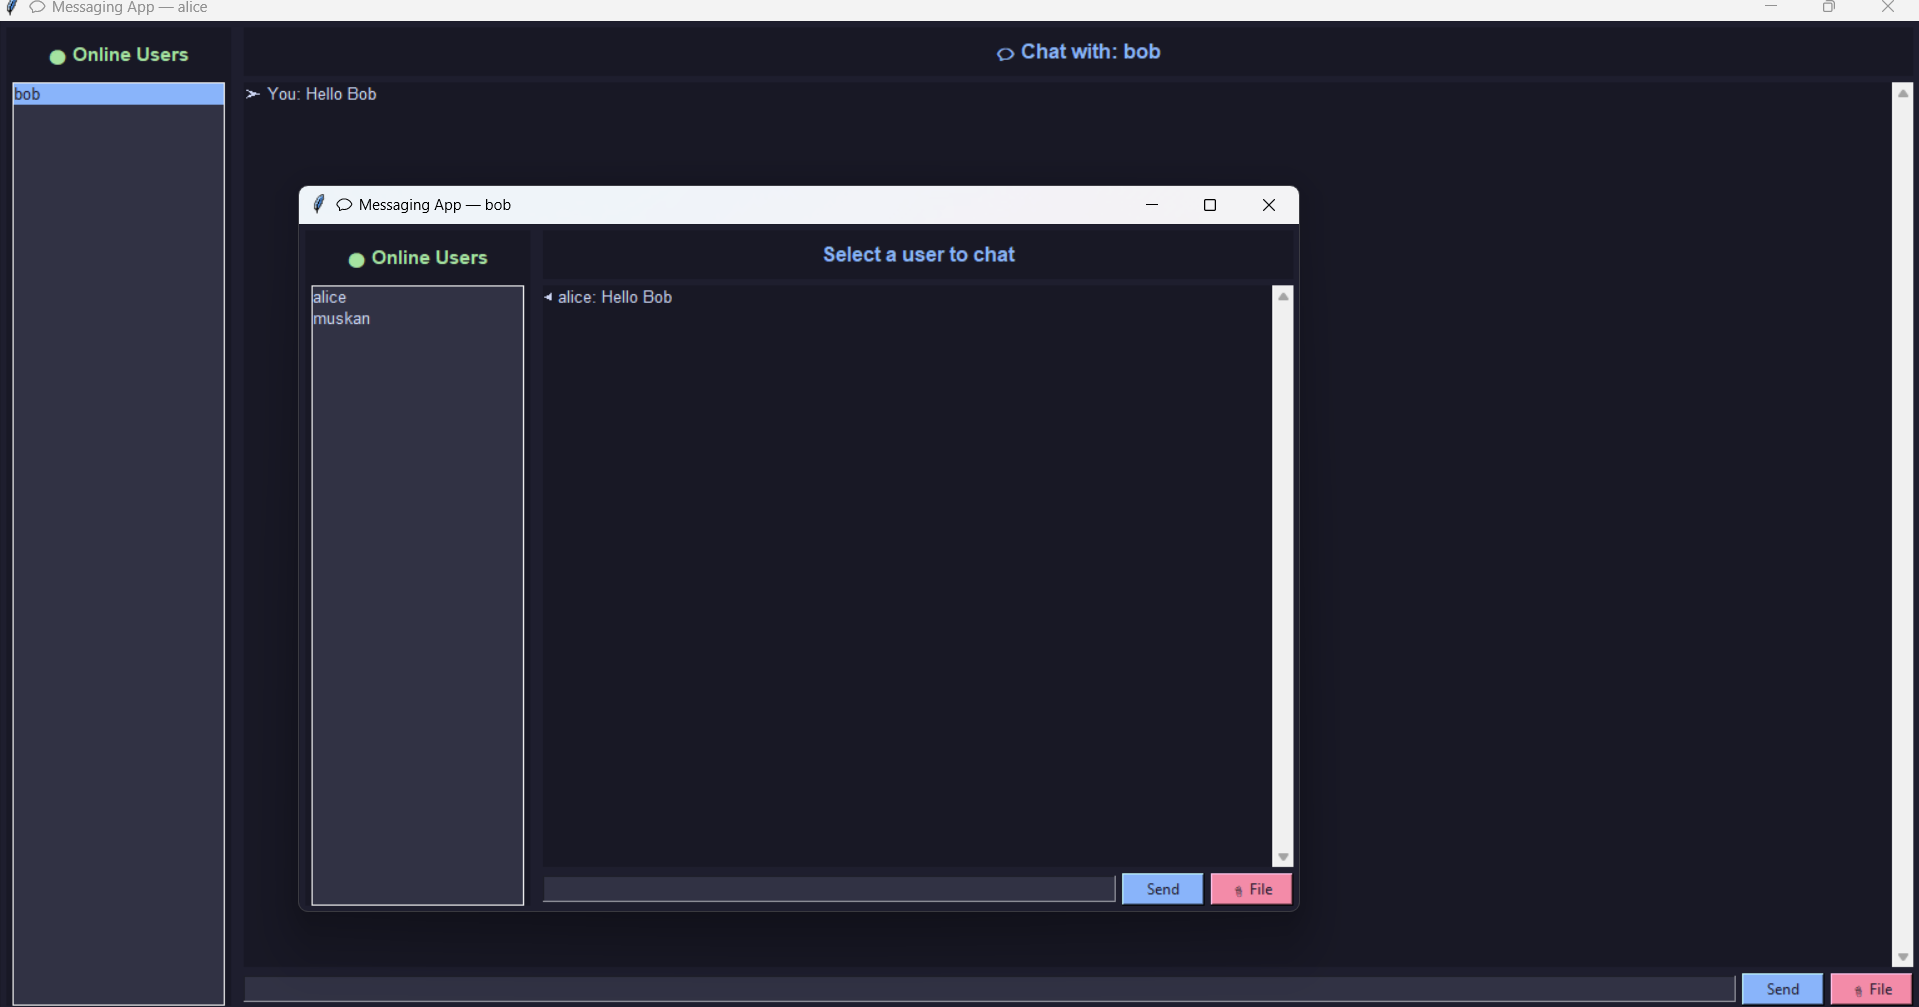 Messaging App — alice
Online Users
bob
Chat with: bob
➢ You: Hello Bob
Messaging App — bob
Online Users
alice
muskan
Select a user to chat
◄ alice: Hello Bob
Send
File
Send
File